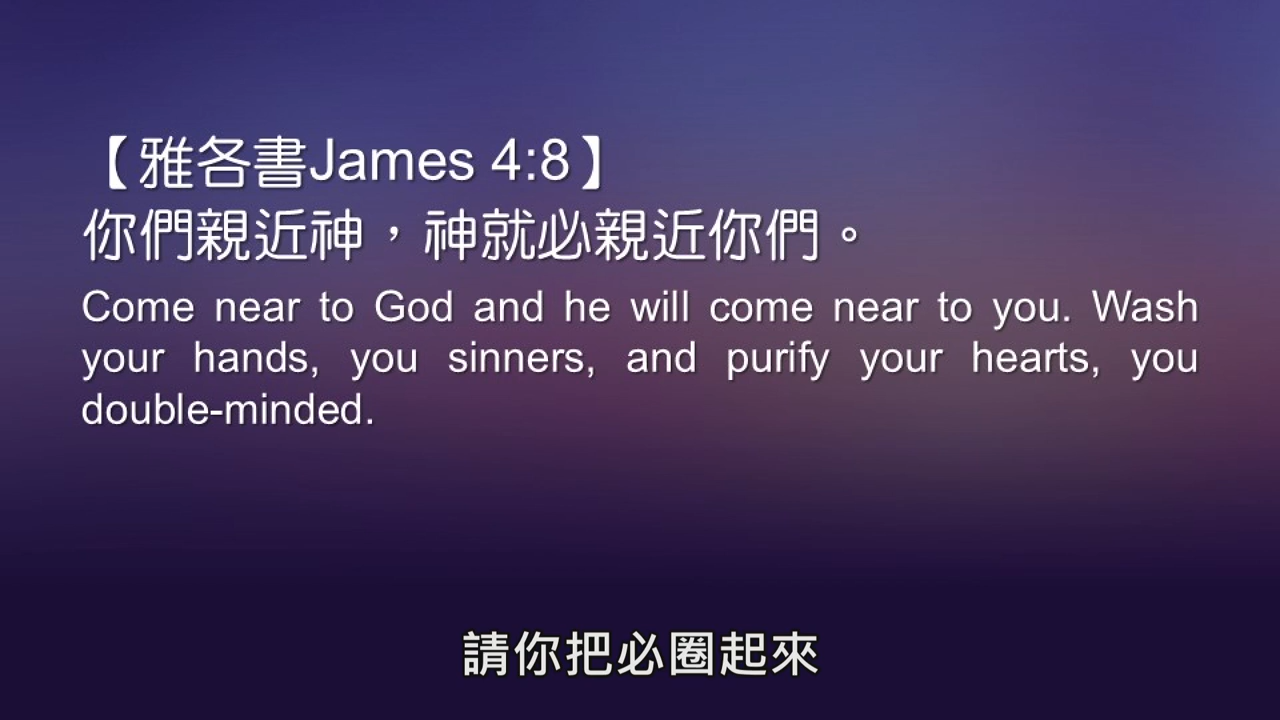 【雅各書James 4:8】
你們親近神，神就必親近你們。
Come near to God and he will come near to you. Wash
your hands, you sinners, and purify your hearts, you
double-minded.
請你把必圈起來